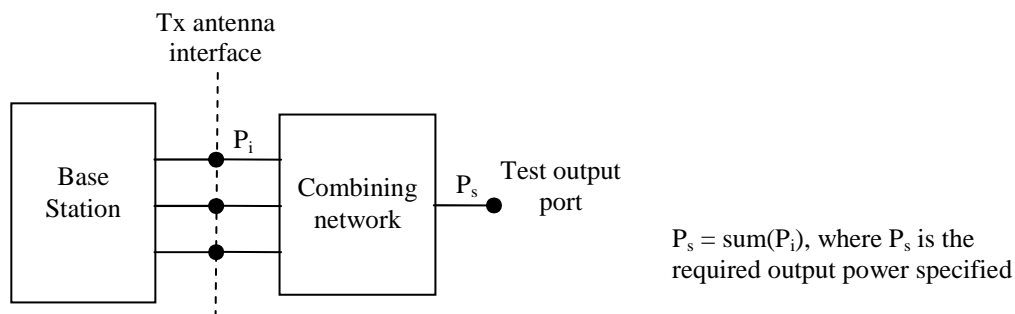 Tx antenna
interface
P_i
Base
Station
Combining
network
P_s
Test output
port
P_s = sum(P_i), where P_s is the
required output power specified